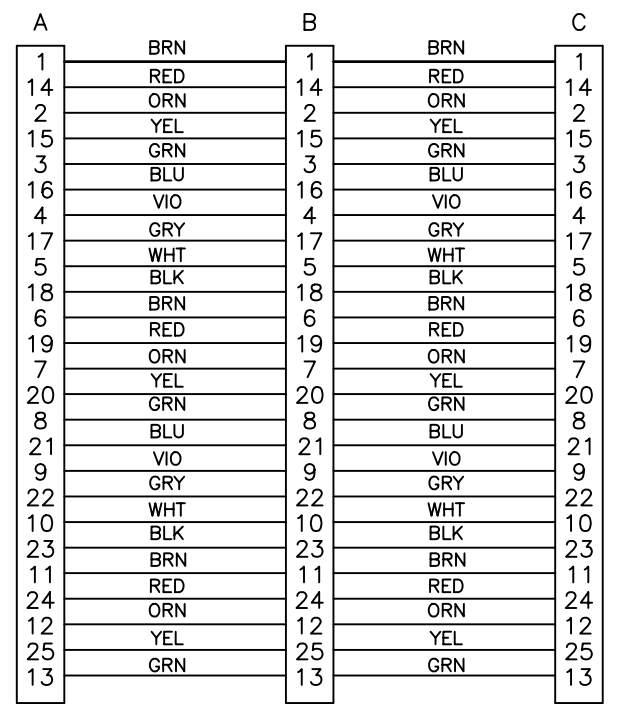 A B C
BRN BRN
1 1 1
RED RED
14 14 14
ORN ORN
2 2 2
YEL YEL
15 15 15
GRN GRN
3 3 3
BLU BLU
16 16 16
VIO VIO
4 4 4
GRY GRY
17 17 17
WHT WHT
5 5 5
BLK BLK
18 18 18
BRN BRN
6 6 6
RED RED
19 19 19
ORN ORN
7 7 7
YEL YEL
20 20 20
GRN GRN
8 8 8
BLU BLU
21 21 21
VIO VIO
9 9 9
GRY GRY
22 22 22
WHT WHT
10 10 10
BLK BLK
23 23 23
BRN BRN
11 11 11
RED RED
24 24 24
ORN ORN
12 12 12
YEL YEL
25 25 25
GRN GRN
13 13 13